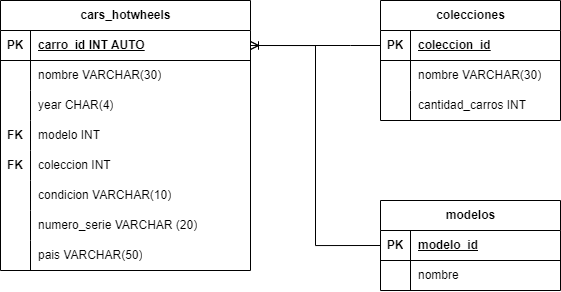 cars_hotwheels
PK carro_id INT AUTO
nombre VARCHAR(30)
year CHAR(4)
FK modelo INT
FK coleccion INT
condicion VARCHAR(10)
numero_serie VARCHAR (20)
pais VARCHAR(50)
colecciones
PK coleccion_id
nombre VARCHAR(30)
cantidad_carros INT
modelos
PK modelo_id
nombre